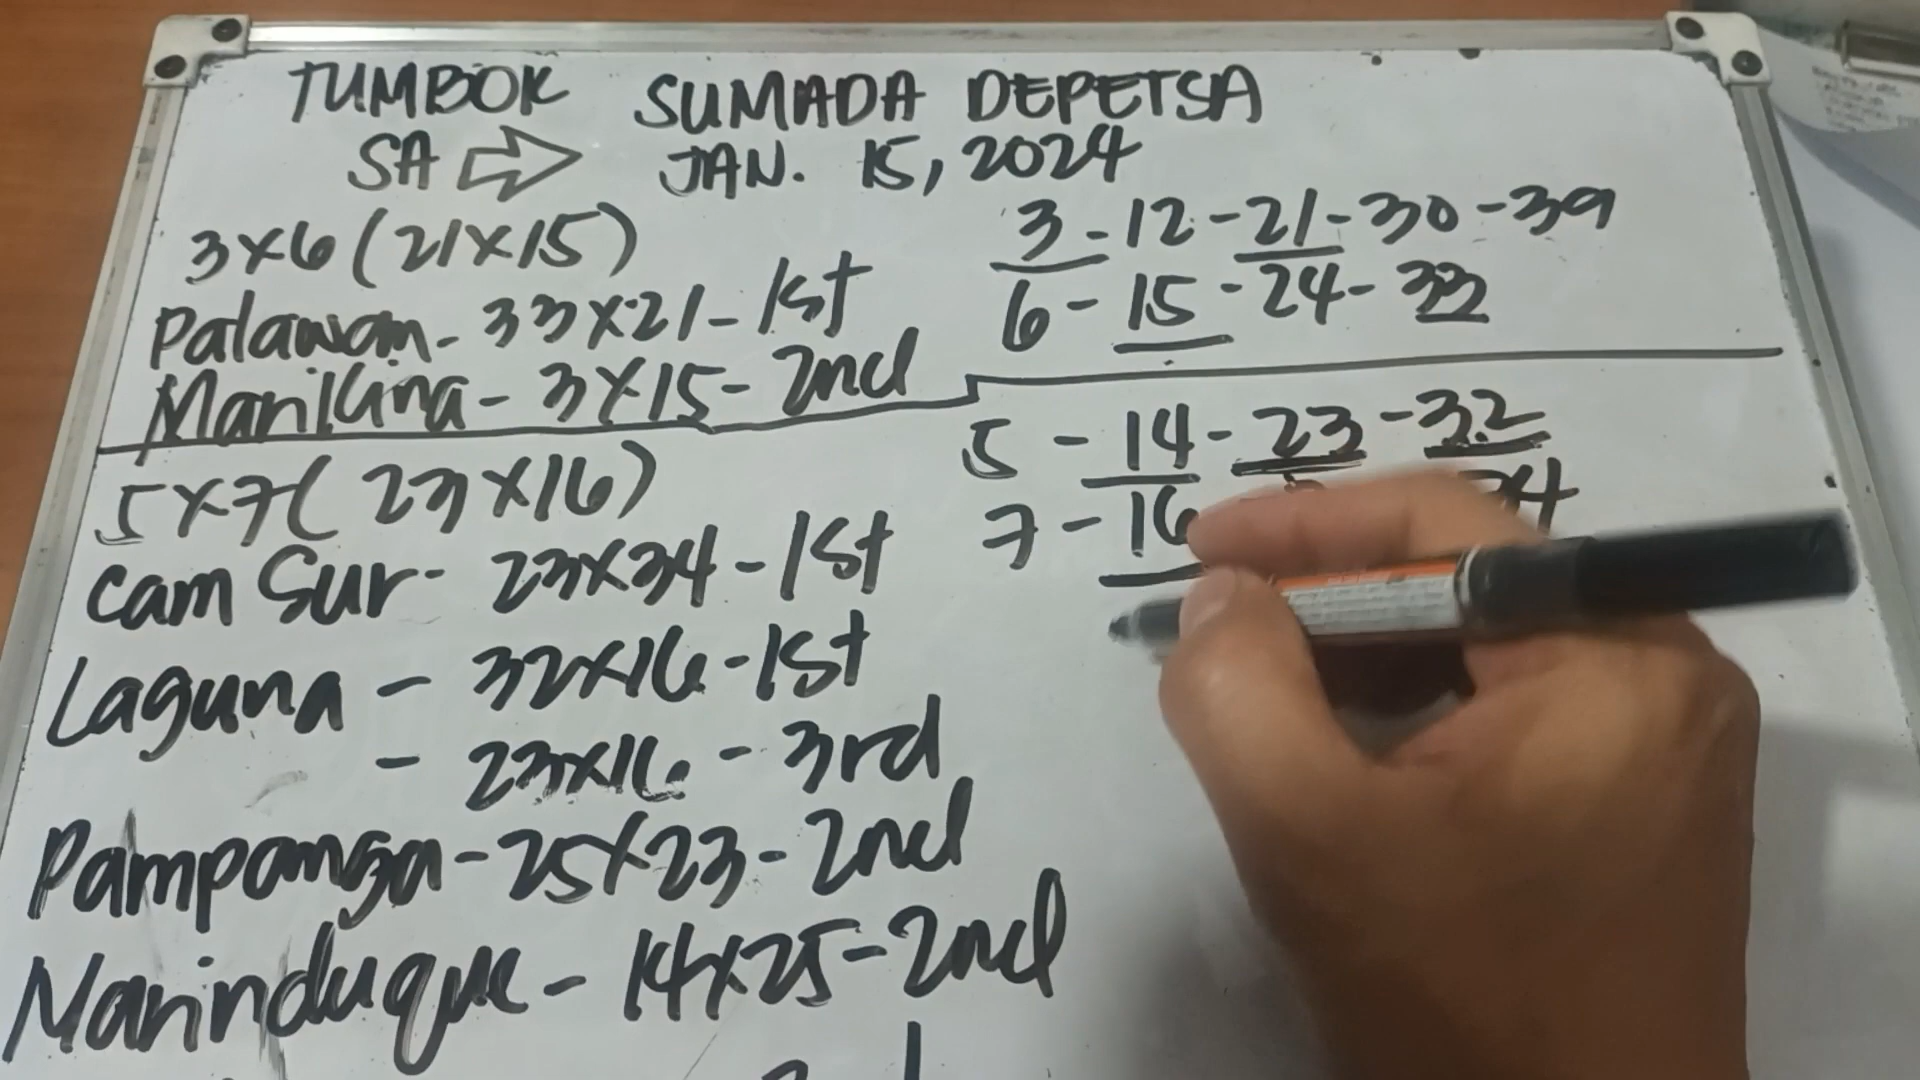 TUMBOK SUMADA DEPETSA
SA JAN. 15, 2024
3x6 (21x15)
Palawan - 33x21 - 1st
Marikina - 3x15 - 2nd
3 - 12 - 21 - 30 - 39
6 - 15 - 24 - 33
5x7 (23x16)
Cam Sur - 23x34 - 1st
Laguna - 32x16 - 1st
- 23x16 - 3rd
Pampanga - 25x23 - 2nd
Marinduque - 14x25 - 2nd
5 - 14 - 23 - 32
7 - 16